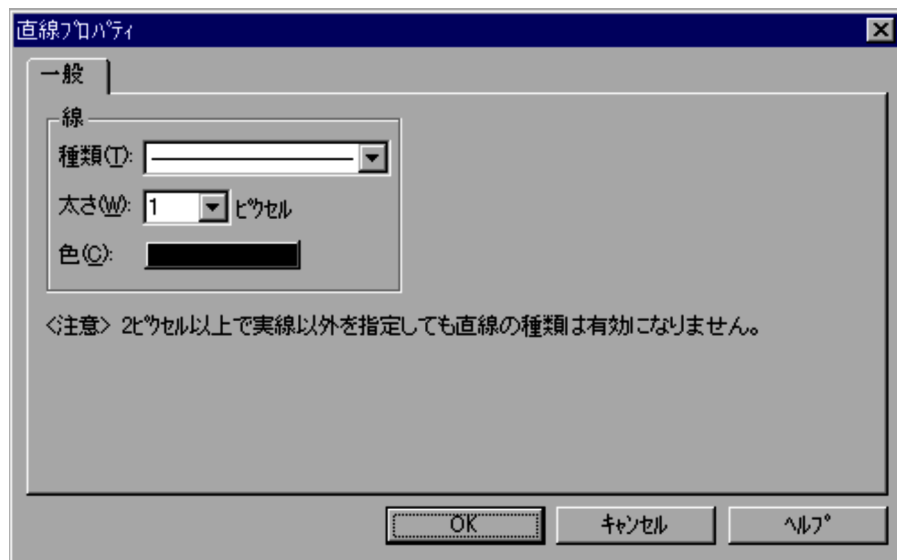 直線ﾌﾟﾛﾊﾟﾃｨ
一般
線
種類(T):
太さ(W): 1 ﾋﾟｸｾﾙ
色(C):
<注意> 2ﾋﾟｸｾﾙ以上で実線以外を指定しても直線の種類は有効になりません。
OK ｷｬﾝｾﾙ ﾍﾙﾌﾟ